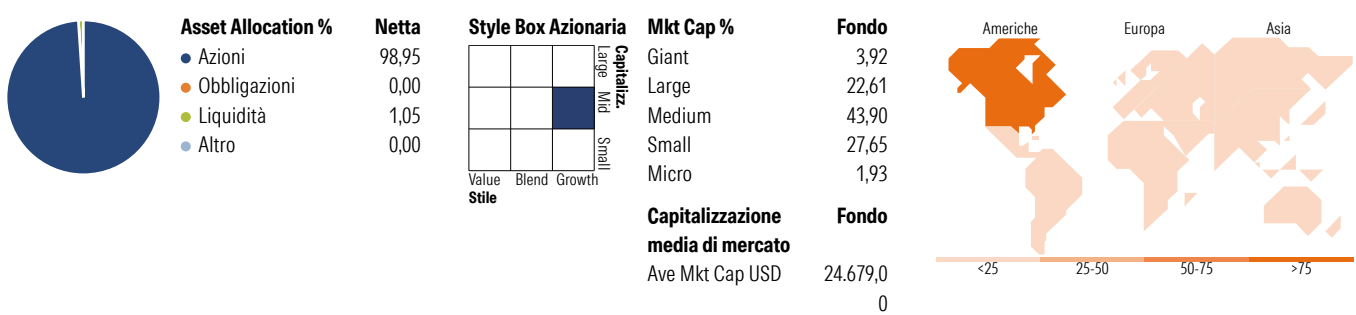 Asset Allocation % Netta
Azioni 98,95
Obbligazioni 0,00
Liquidità 1,05
Altro 0,00
Style Box Azionaria
Capitalizz.
Large
Mid
Small
Value Blend Growth
Stile
Mkt Cap % Fondo
Giant 3,92
Large 22,61
Medium 43,90
Small 27,65
Micro 1,93
Capitalizzazione Fondo
media di mercato
Ave Mkt Cap USD 24.679,0
0
Americhe Europa Asia
<25 25-50 50-75 >75